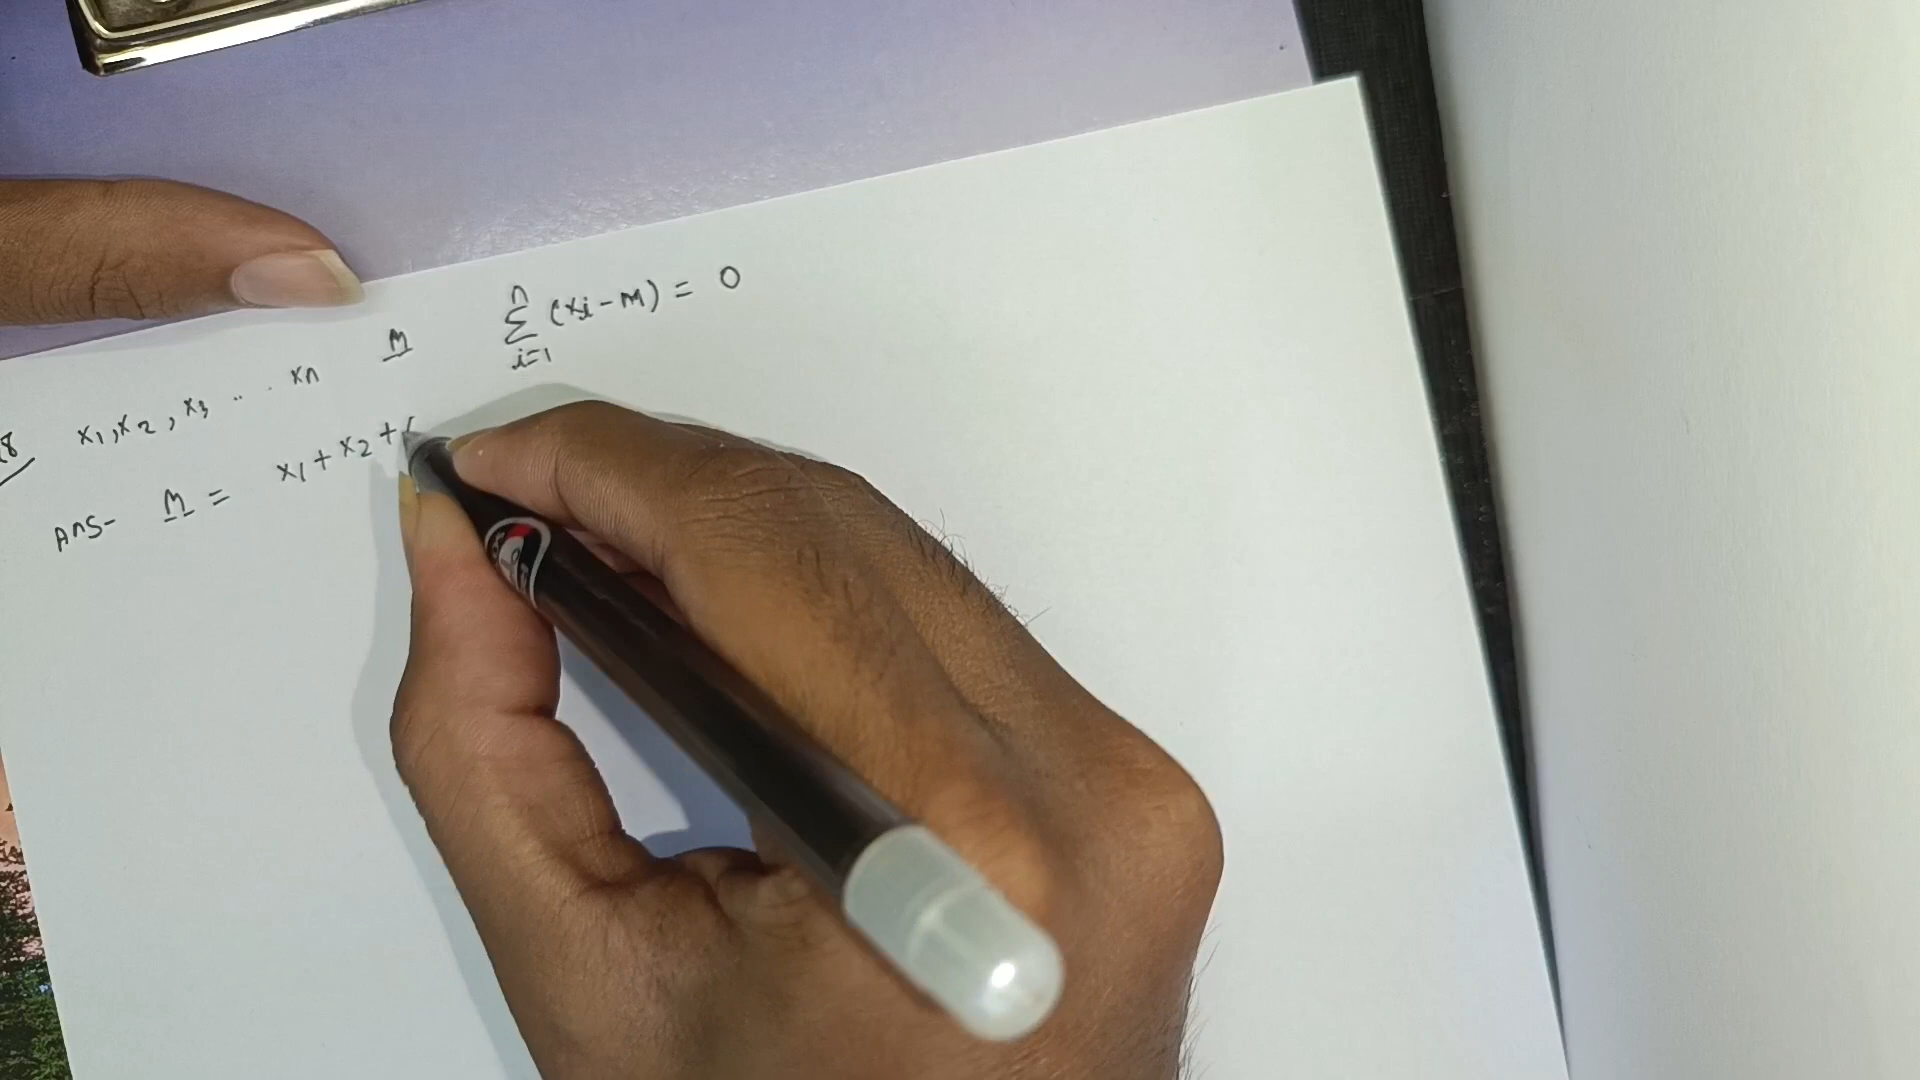 x1, x2, x3 .. . xn M n∑i=1 (xi - M) = 0
Ans- M = x1 + x2 +